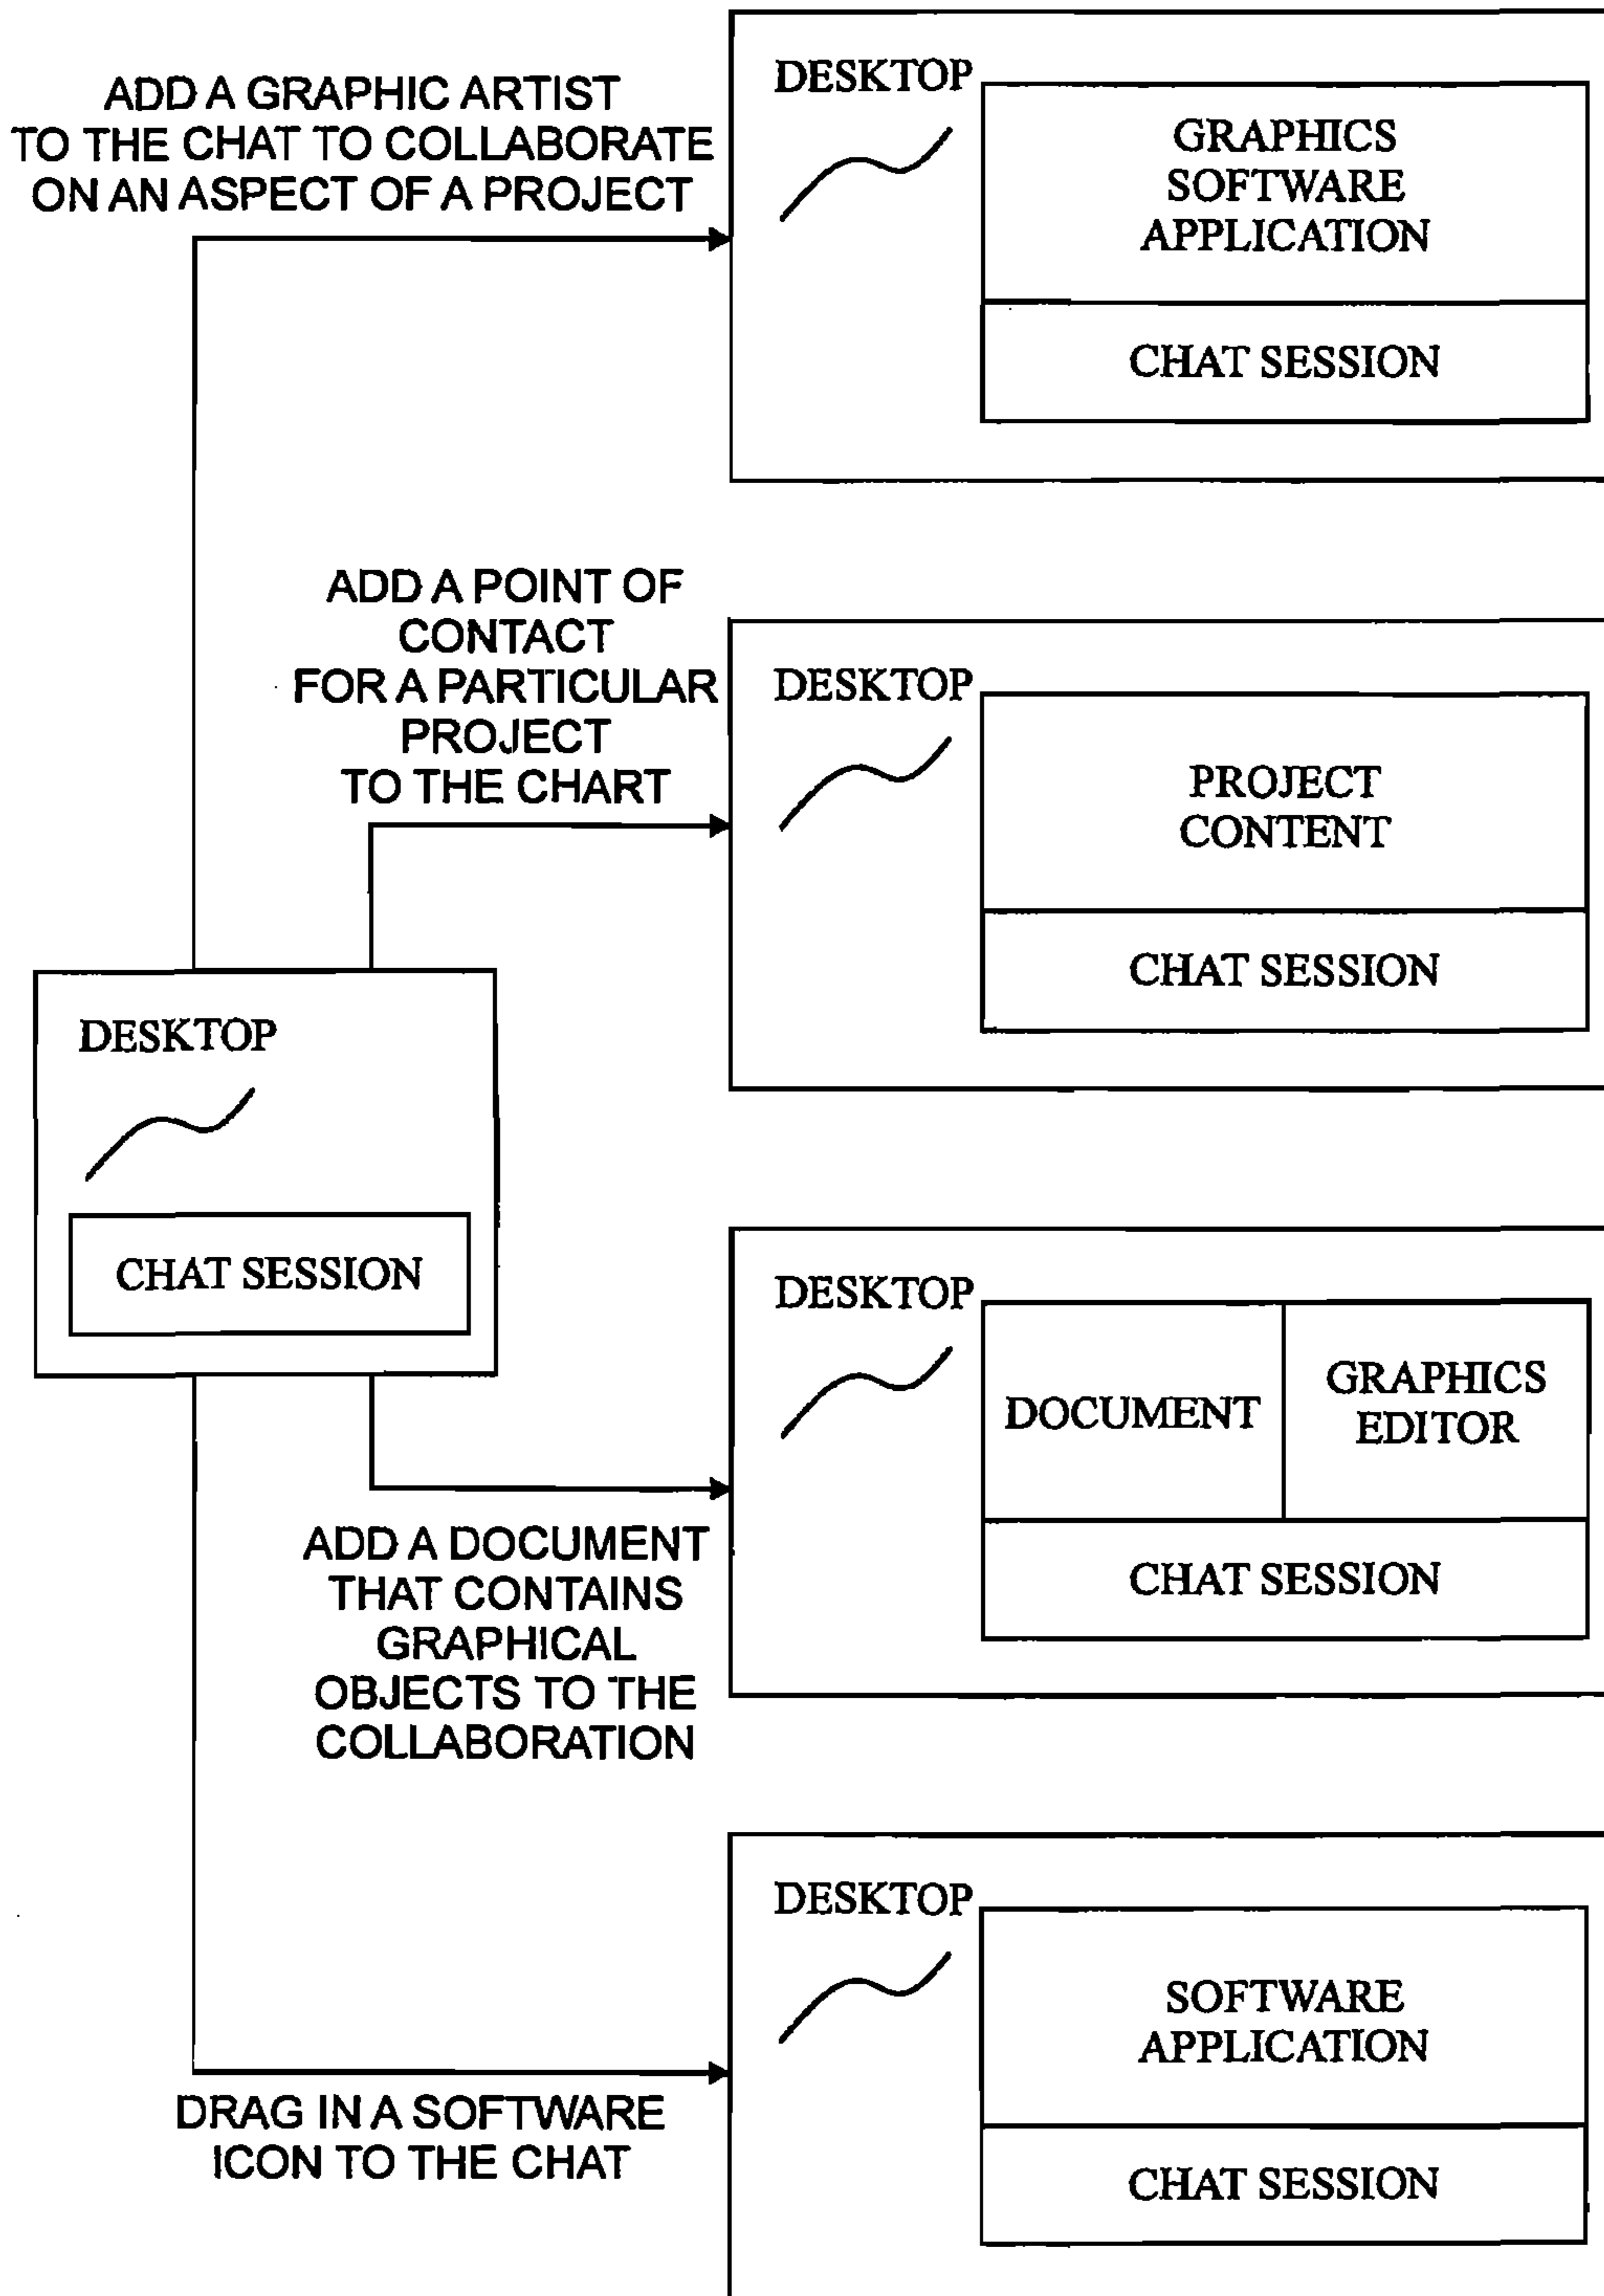 ADD A GRAPHIC ARTIST
TO THE CHAT TO COLLABORATE
ON AN ASPECT OF A PROJECT
DESKTOP
GRAPHICS
SOFTWARE
APPLICATION
CHAT SESSION
ADD A POINT OF
CONTACT
FOR A PARTICULAR
PROJECT
TO THE CHART
DESKTOP
PROJECT
CONTENT
CHAT SESSION
DESKTOP
CHAT SESSION
DESKTOP
DOCUMENT
GRAPHICS
EDITOR
CHAT SESSION
ADD A DOCUMENT
THAT CONTAINS
GRAPHICAL
OBJECTS TO THE
COLLABORATION
DESKTOP
SOFTWARE
APPLICATION
CHAT SESSION
DRAG IN A SOFTWARE
ICON TO THE CHAT